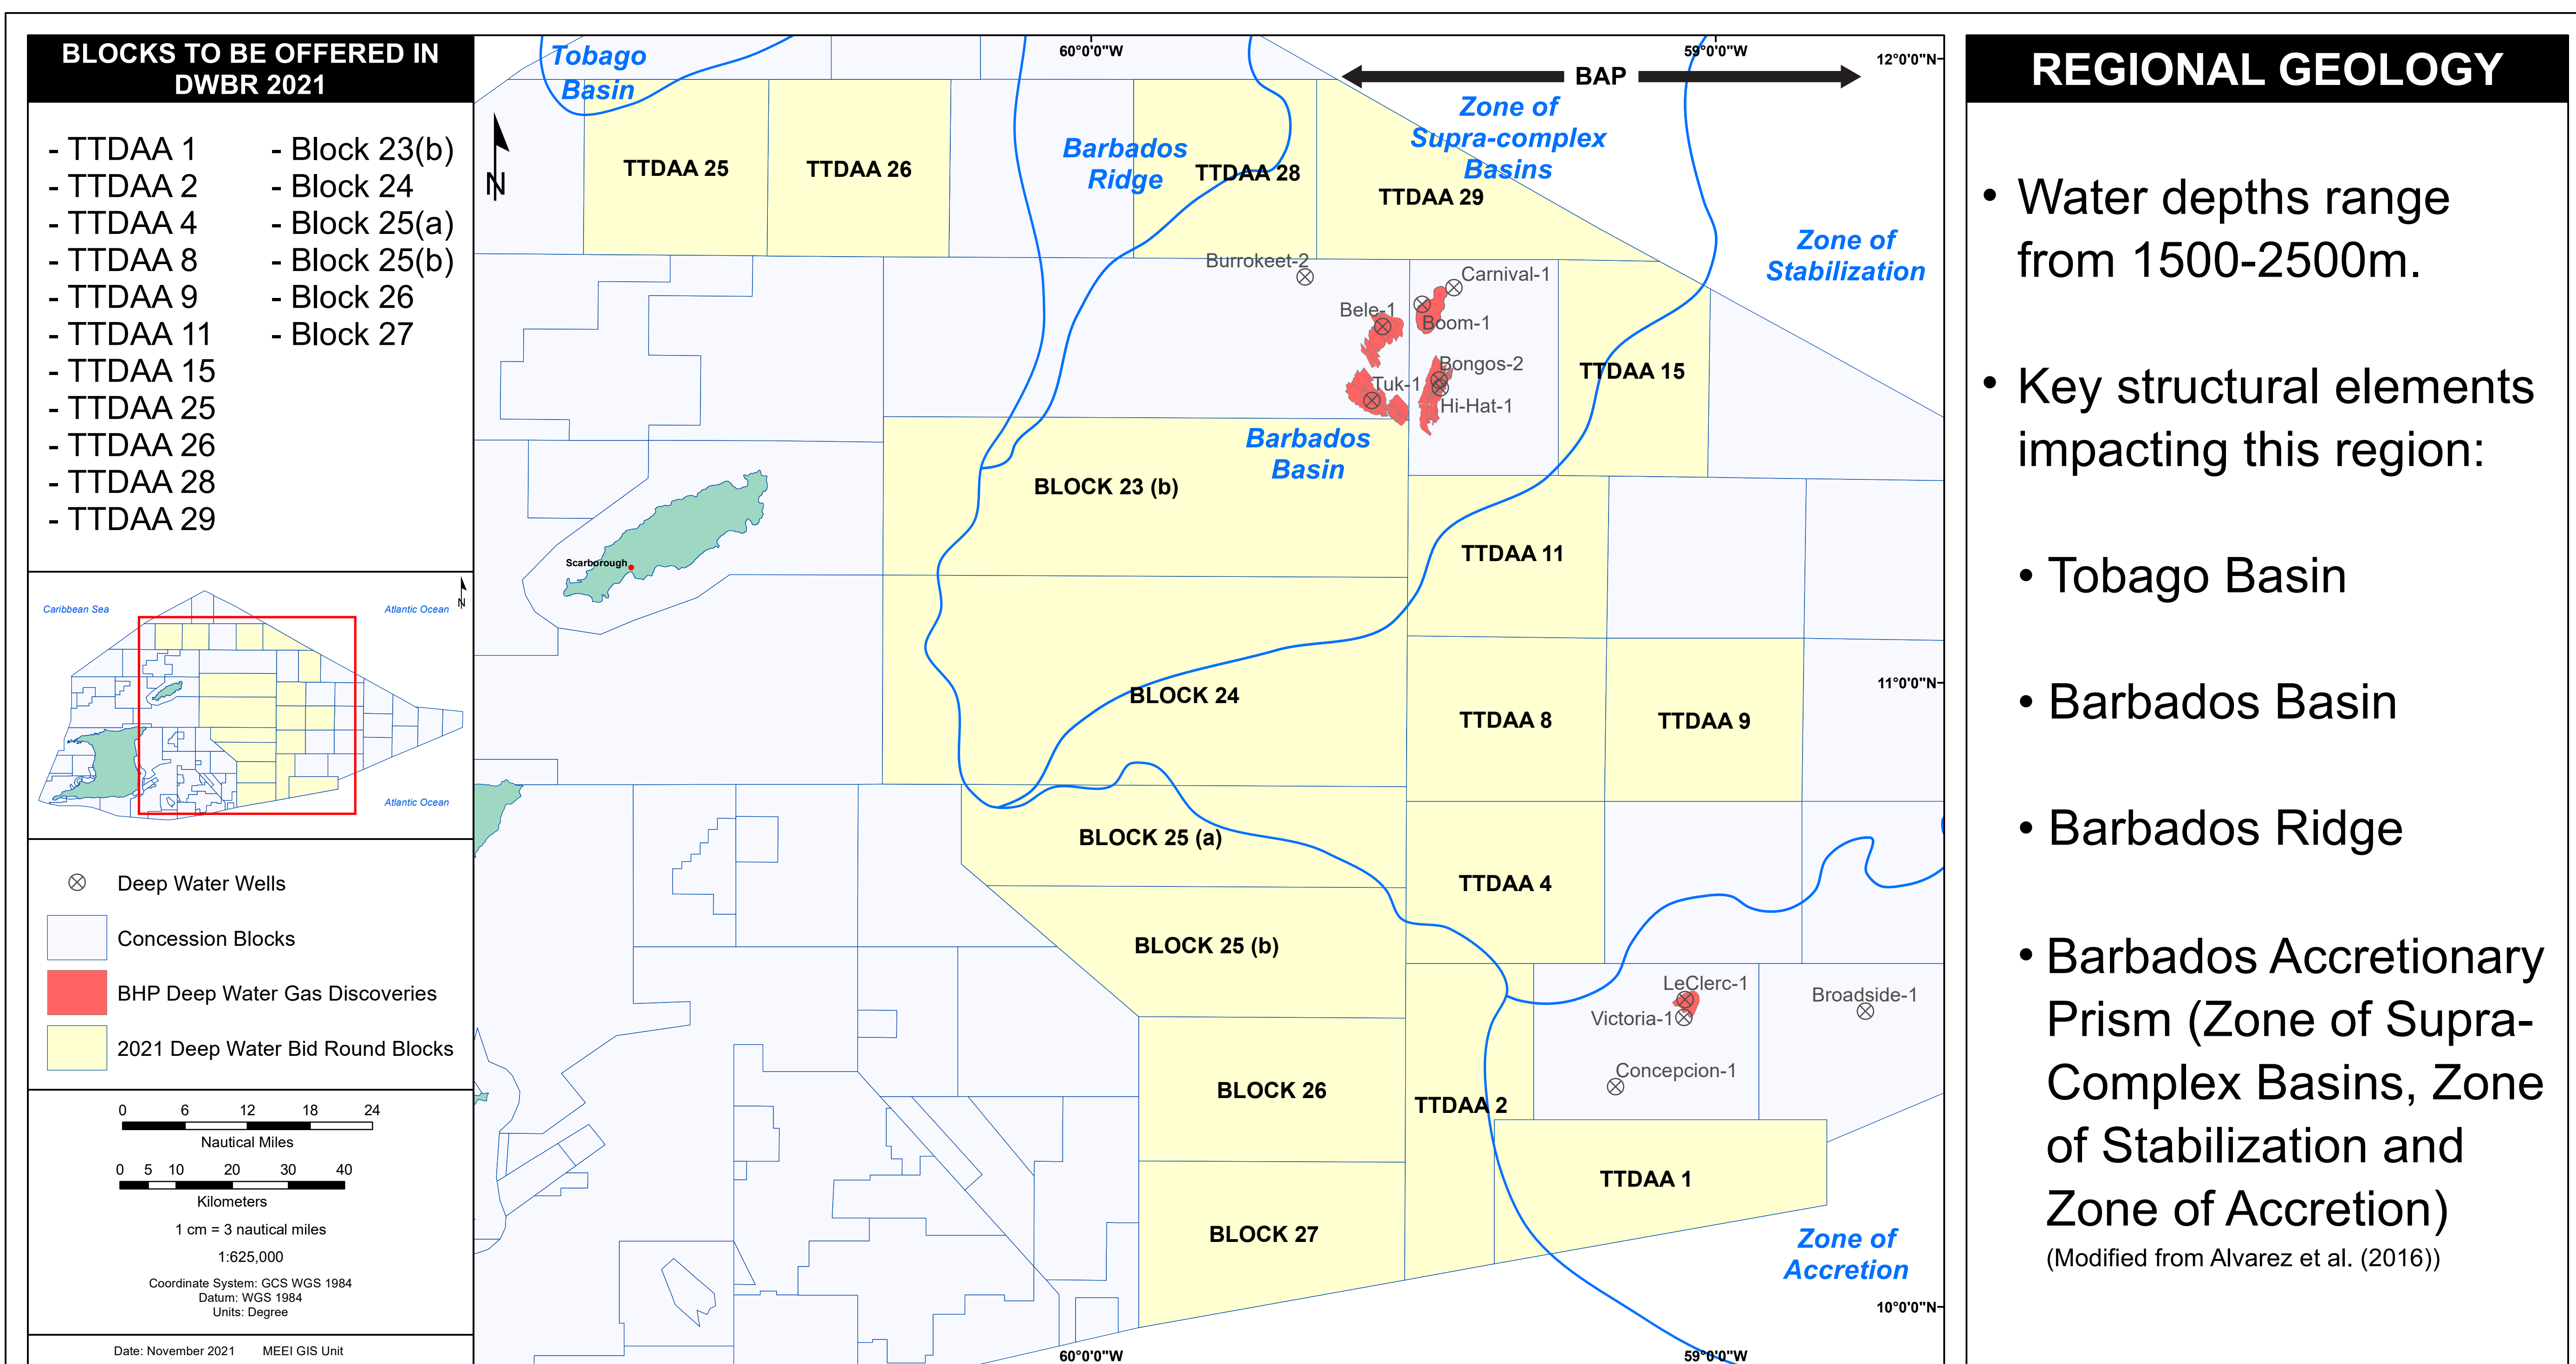 BLOCKS TO BE OFFERED IN
DWBR 2021
- TTDAA 1
- TTDAA 2
- TTDAA 4
- TTDAA 8
- TTDAA 9
- TTDAA 11
- TTDAA 15
- TTDAA 25
- TTDAA 26
- TTDAA 28
- TTDAA 29
- Block 23(b)
- Block 24
- Block 25(a)
- Block 25(b)
- Block 26
- Block 27
Caribbean Sea
Atlantic Ocean
N
Atlantic Ocean
Deep Water Wells
Concession Blocks
BHP Deep Water Gas Discoveries
2021 Deep Water Bid Round Blocks
0 6 12 18 24
Nautical Miles
0 5 10 20 30 40
Kilometers
1 cm = 3 nautical miles
1:625,000
Coordinate System: GCS WGS 1984
Datum: WGS 1984
Units: Degree
Date: November 2021 MEEI GIS Unit
60°0'0"W
59°0'0"W
12°0'0"N
Tobago
Basin
BAP
N
Zone of
Supra-complex
Basins
Barbados
Ridge
TTDAA 25
TTDAA 26
TTDAA 28
TTDAA 29
Zone of
Stabilization
Burrokeet-2
Carnival-1
Bele-1
Boom-1
Bongos-2
Tuk-1
Hi-Hat-1
TTDAA 15
Barbados
Basin
BLOCK 23 (b)
Scarborough
TTDAA 11
11°0'0"N
BLOCK 24
TTDAA 8
TTDAA 9
BLOCK 25 (a)
TTDAA 4
BLOCK 25 (b)
LeClerc-1
Victoria-1
Broadside-1
Concepcion-1
BLOCK 26
TTDAA 2
TTDAA 1
BLOCK 27
Zone of
Accretion
10°0'0"N
60°0'0"W
59°0'0"W
REGIONAL GEOLOGY
• Water depths range
from 1500-2500m.
• Key structural elements
impacting this region:
• Tobago Basin
• Barbados Basin
• Barbados Ridge
• Barbados Accretionary
Prism (Zone of Supra-
Complex Basins, Zone
of Stabilization and
Zone of Accretion)
(Modified from Alvarez et al. (2016))